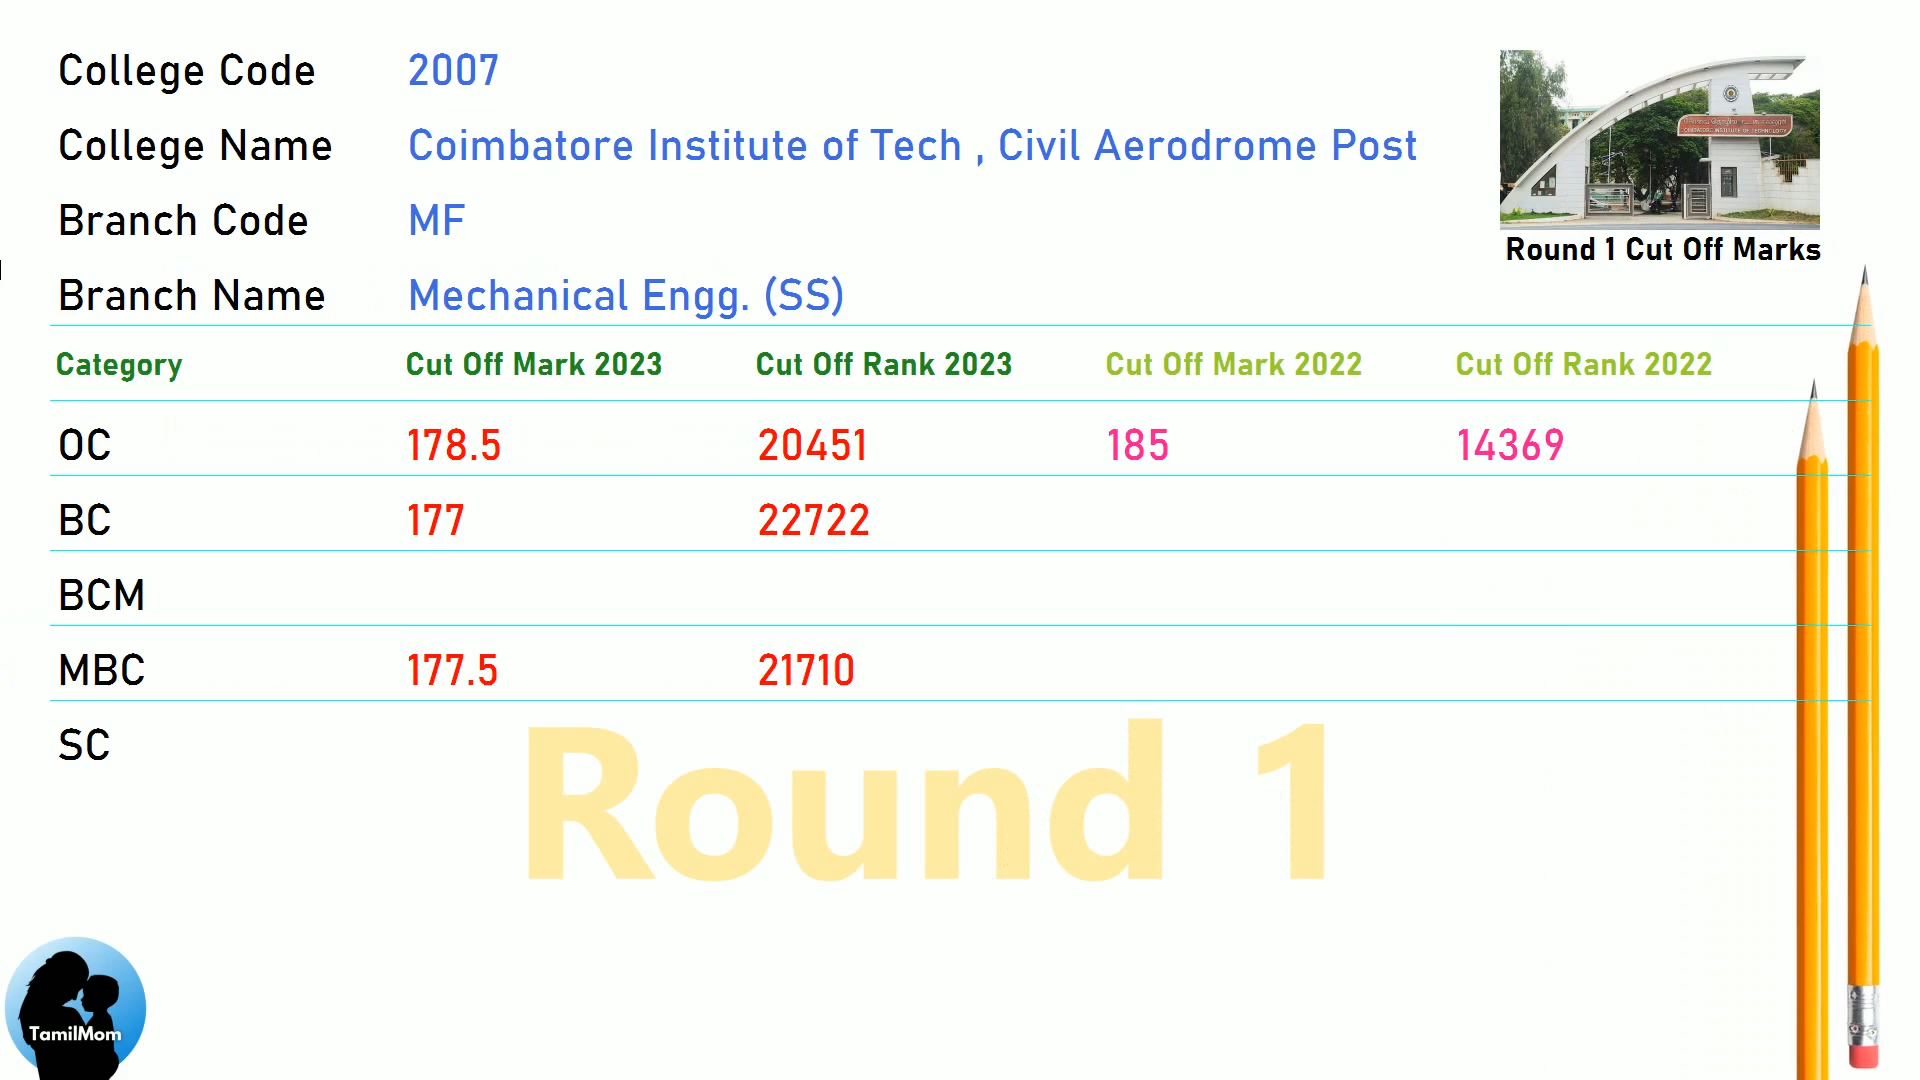 College Code 2007
College Name Coimbatore Institute of Tech , Civil Aerodrome Post
Branch Code MF
Branch Name Mechanical Engg. (SS)
Round 1 Cut Off Marks
Category Cut Off Mark 2023 Cut Off Rank 2023 Cut Off Mark 2022 Cut Off Rank 2022
OC 178.5 20451 185 14369
BC 177 22722
BCM
MBC 177.5 21710
SC
Round 1
TamilMom